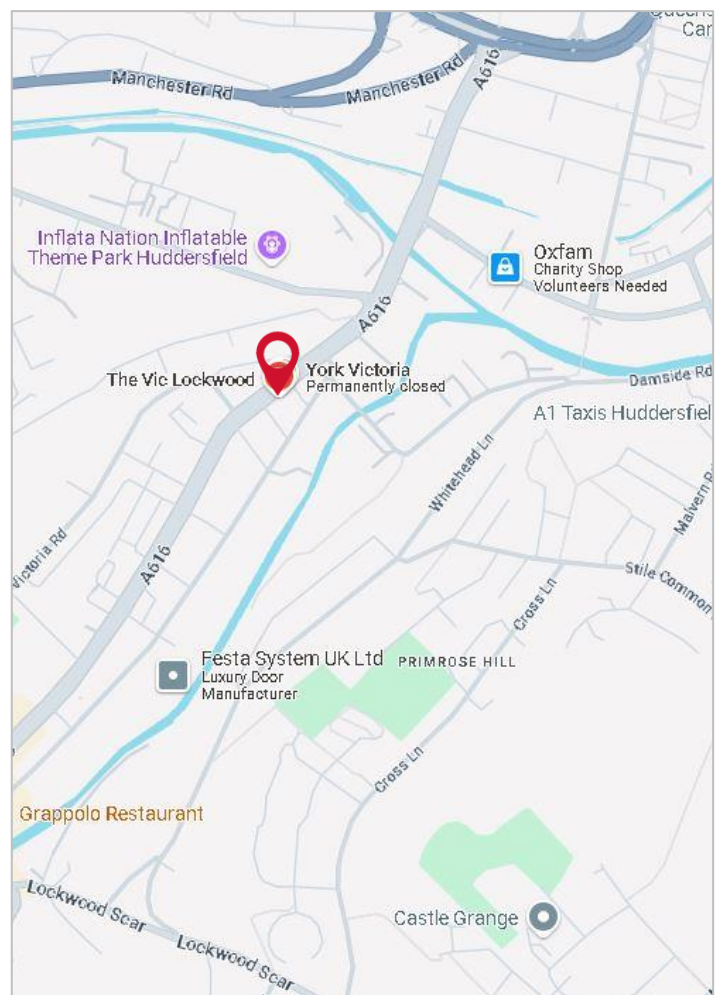 Queens
Car
Manchester Rd
Manchester Rd
A616
Inflata Nation Inflatable
Theme Park Huddersfield
Oxfam
Charity Shop
Volunteers Needed
A616
The Vic Lockwood
York Victoria
Permanently closed
Damside Rd
A1 Taxis Huddersfiel
Whitehead Ln
Malvern R
Victoria Rd
A616
Stile Common
Cross Ln
Festa System UK Ltd
Luxury Door
Manufacturer
PRIMROSE HILL
Cross Ln
Grappolo Restaurant
Lockwood Scar
Lockwood Scar
Castle Grange